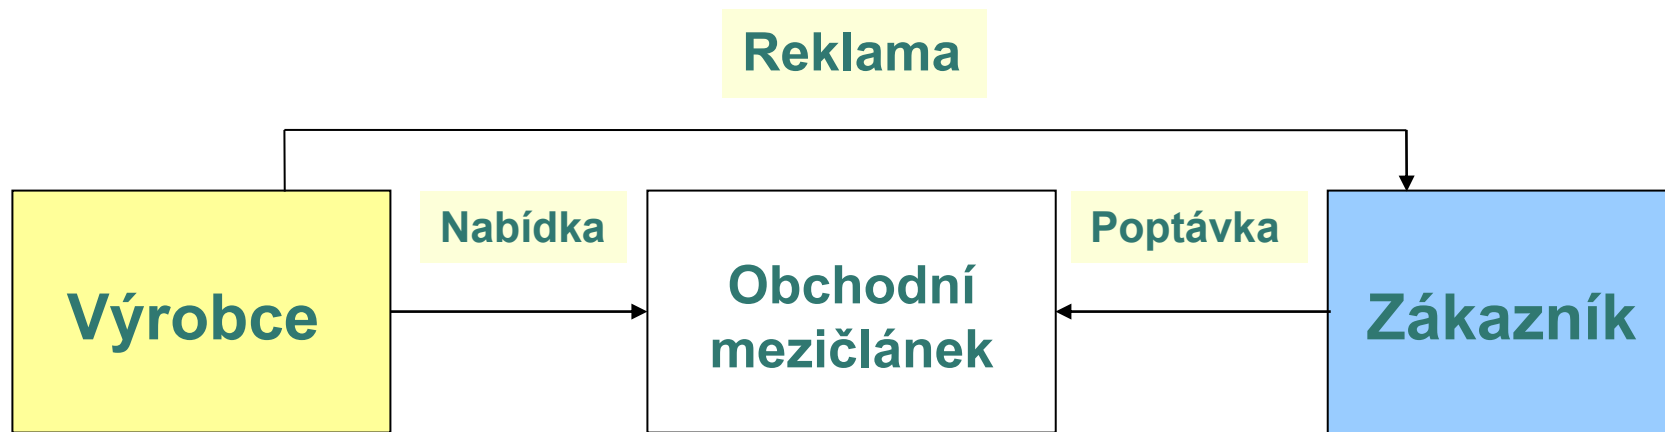 Reklama
Nabídka
Poptávka
Výrobce
Obchodní
mezičlánek
Zákazník